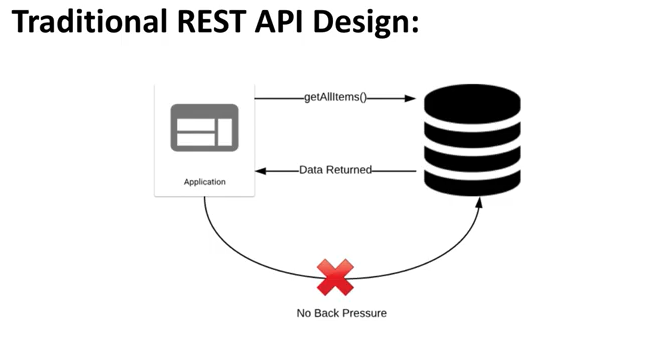 Traditional REST API Design:
getAllItems()
Data Returned
Application
No Back Pressure